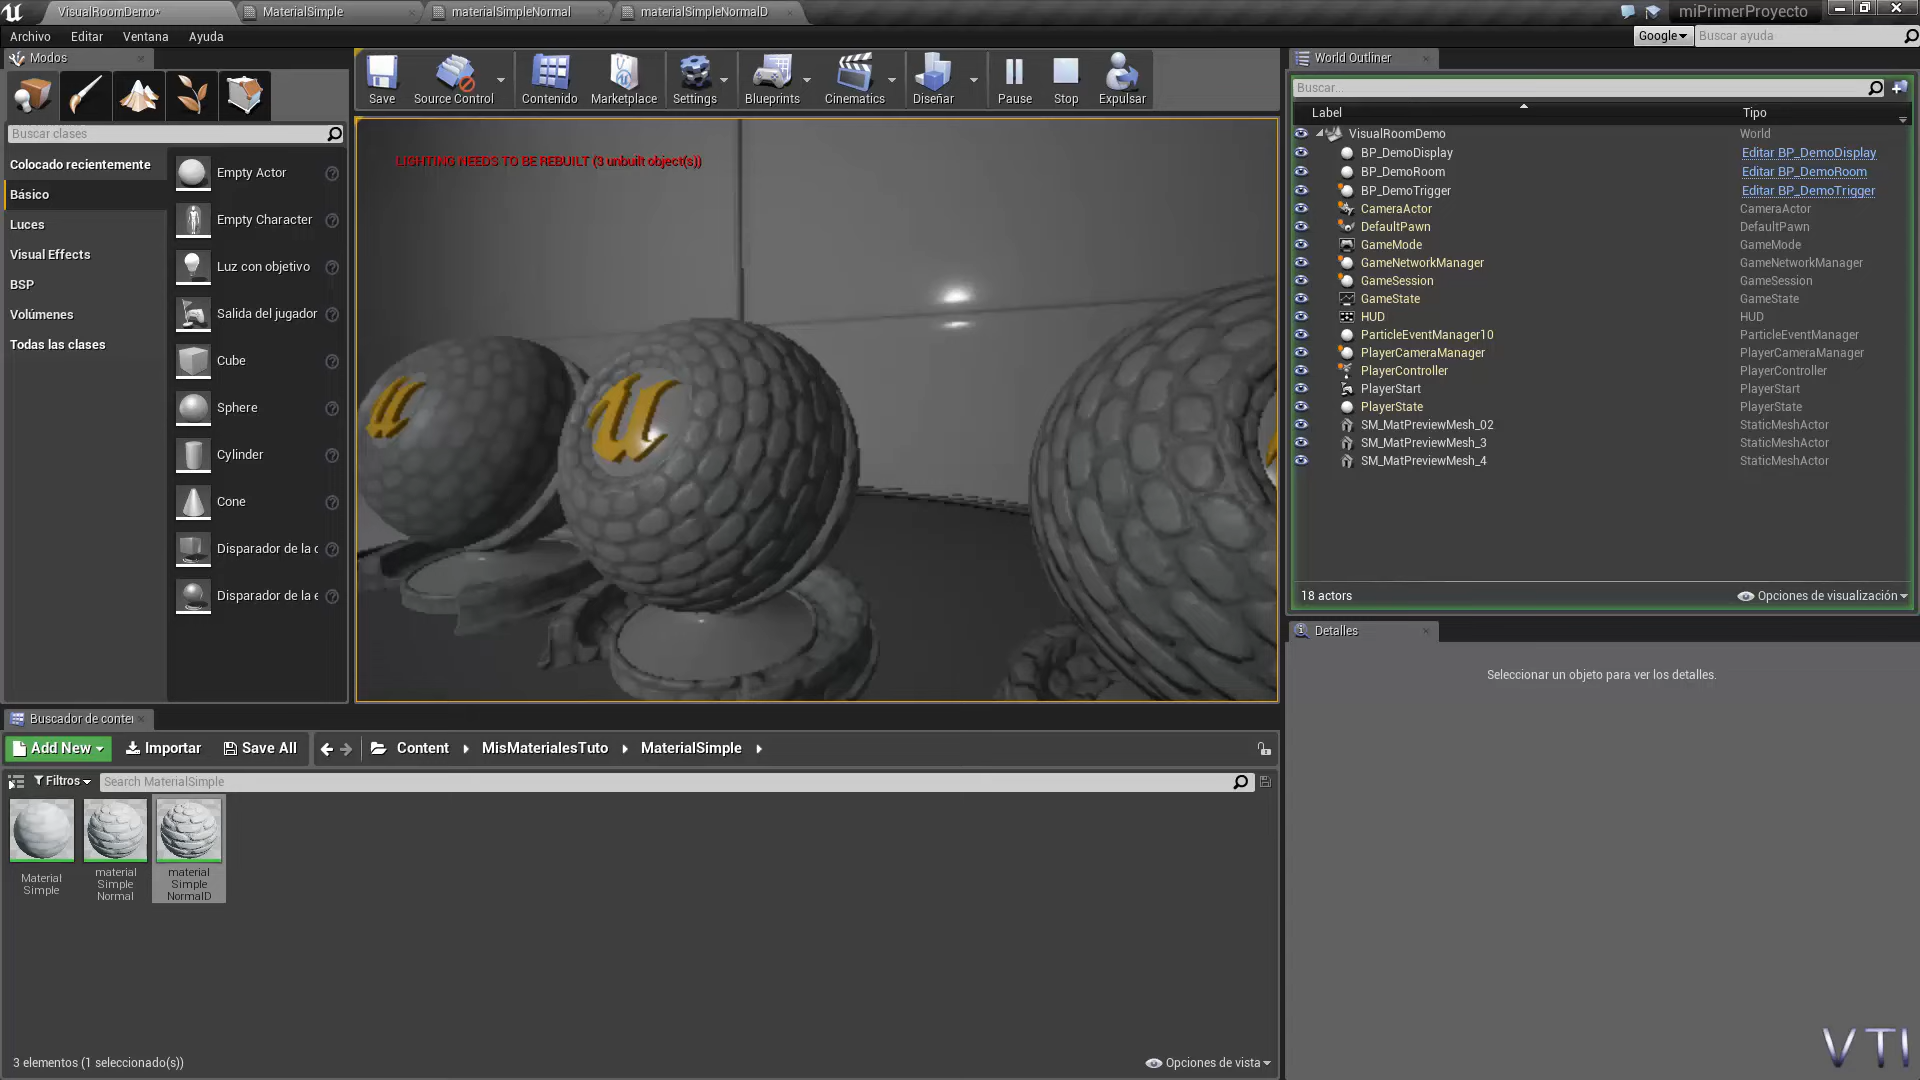 VisualRoomDemo*
MaterialSimple
materialSimpleNormal
materialSimpleNormalD
miPrimerProyecto
Archivo
Editar
Ventana
Ayuda
Google
Buscar ayuda
Modos
Buscar clases
Colocado recientemente
Básico
Luces
Visual Effects
BSP
Volúmenes
Todas las clases
Empty Actor
Empty Character
Luz con objetivo
Salida del jugador
Cube
Sphere
Cylinder
Cone
Disparador de la c
Disparador de la e
Save
Source Control
Contenido
Marketplace
Settings
Blueprints
Cinematics
Diseñar
Pause
Stop
Expulsar
LIGHTING NEEDS TO BE REBUILT (3 unbuilt object(s))
World Outliner
Buscar...
Label Tipo
VisualRoomDemo World
BP_DemoDisplay Editar BP_DemoDisplay
BP_DemoRoom Editar BP_DemoRoom
BP_DemoTrigger Editar BP_DemoTrigger
CameraActor CameraActor
DefaultPawn DefaultPawn
GameMode GameMode
GameNetworkManager GameNetworkManager
GameSession GameSession
GameState GameState
HUD HUD
ParticleEventManager10 ParticleEventManager
PlayerCameraManager PlayerCameraManager
PlayerController PlayerController
PlayerStart PlayerStart
PlayerState PlayerState
SM_MatPreviewMesh_02 StaticMeshActor
SM_MatPreviewMesh_3 StaticMeshActor
SM_MatPreviewMesh_4 StaticMeshActor
18 actors
Opciones de visualización
Detalles
Seleccionar un objeto para ver los detalles.
Buscador de conte
Add New
Importar
Save All
Content
MisMaterialesTuto
MaterialSimple
Filtros
Search MaterialSimple
Material
Simple
material
Simple
Normal
material
Simple
NormalD
3 elementos (1 seleccionado(s))
Opciones de vista
VTI